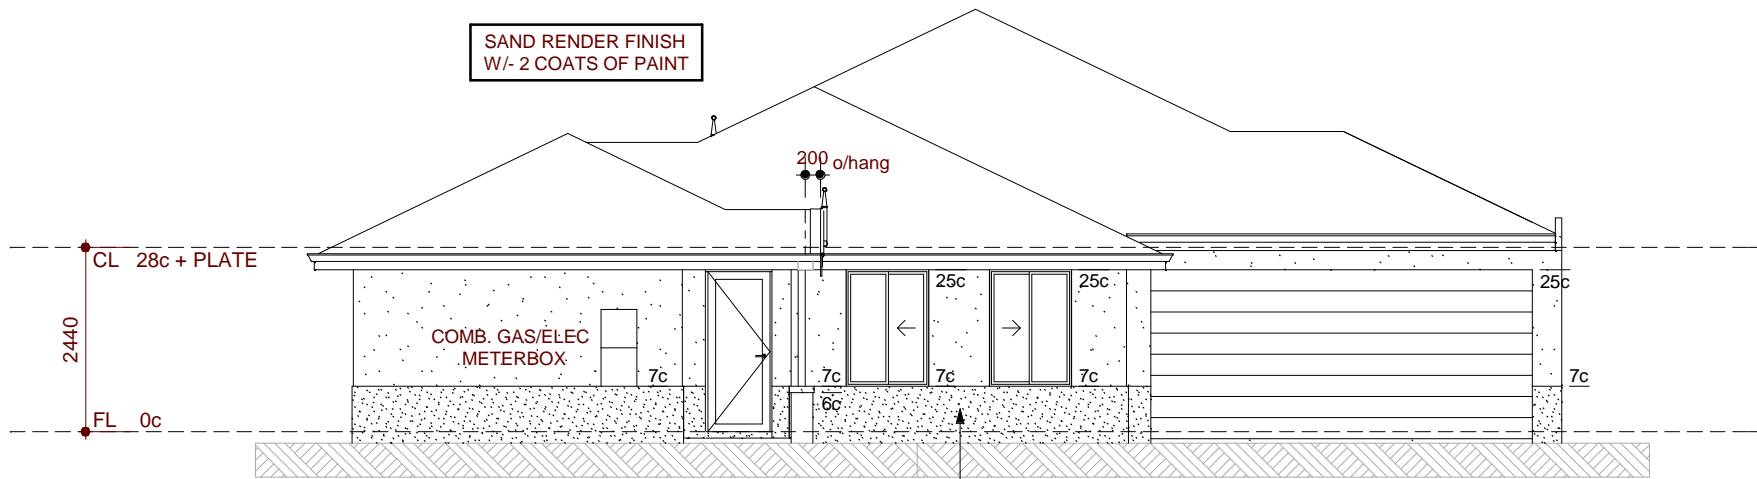 SAND RENDER FINISH
W/- 2 COATS OF PAINT
200 o/hang
CL 28c + PLATE
25c
25c
25c
2440
COMB. GAS/ELEC
METERBOX
7c
7c
7c
7c
7c
6c
FL 0c